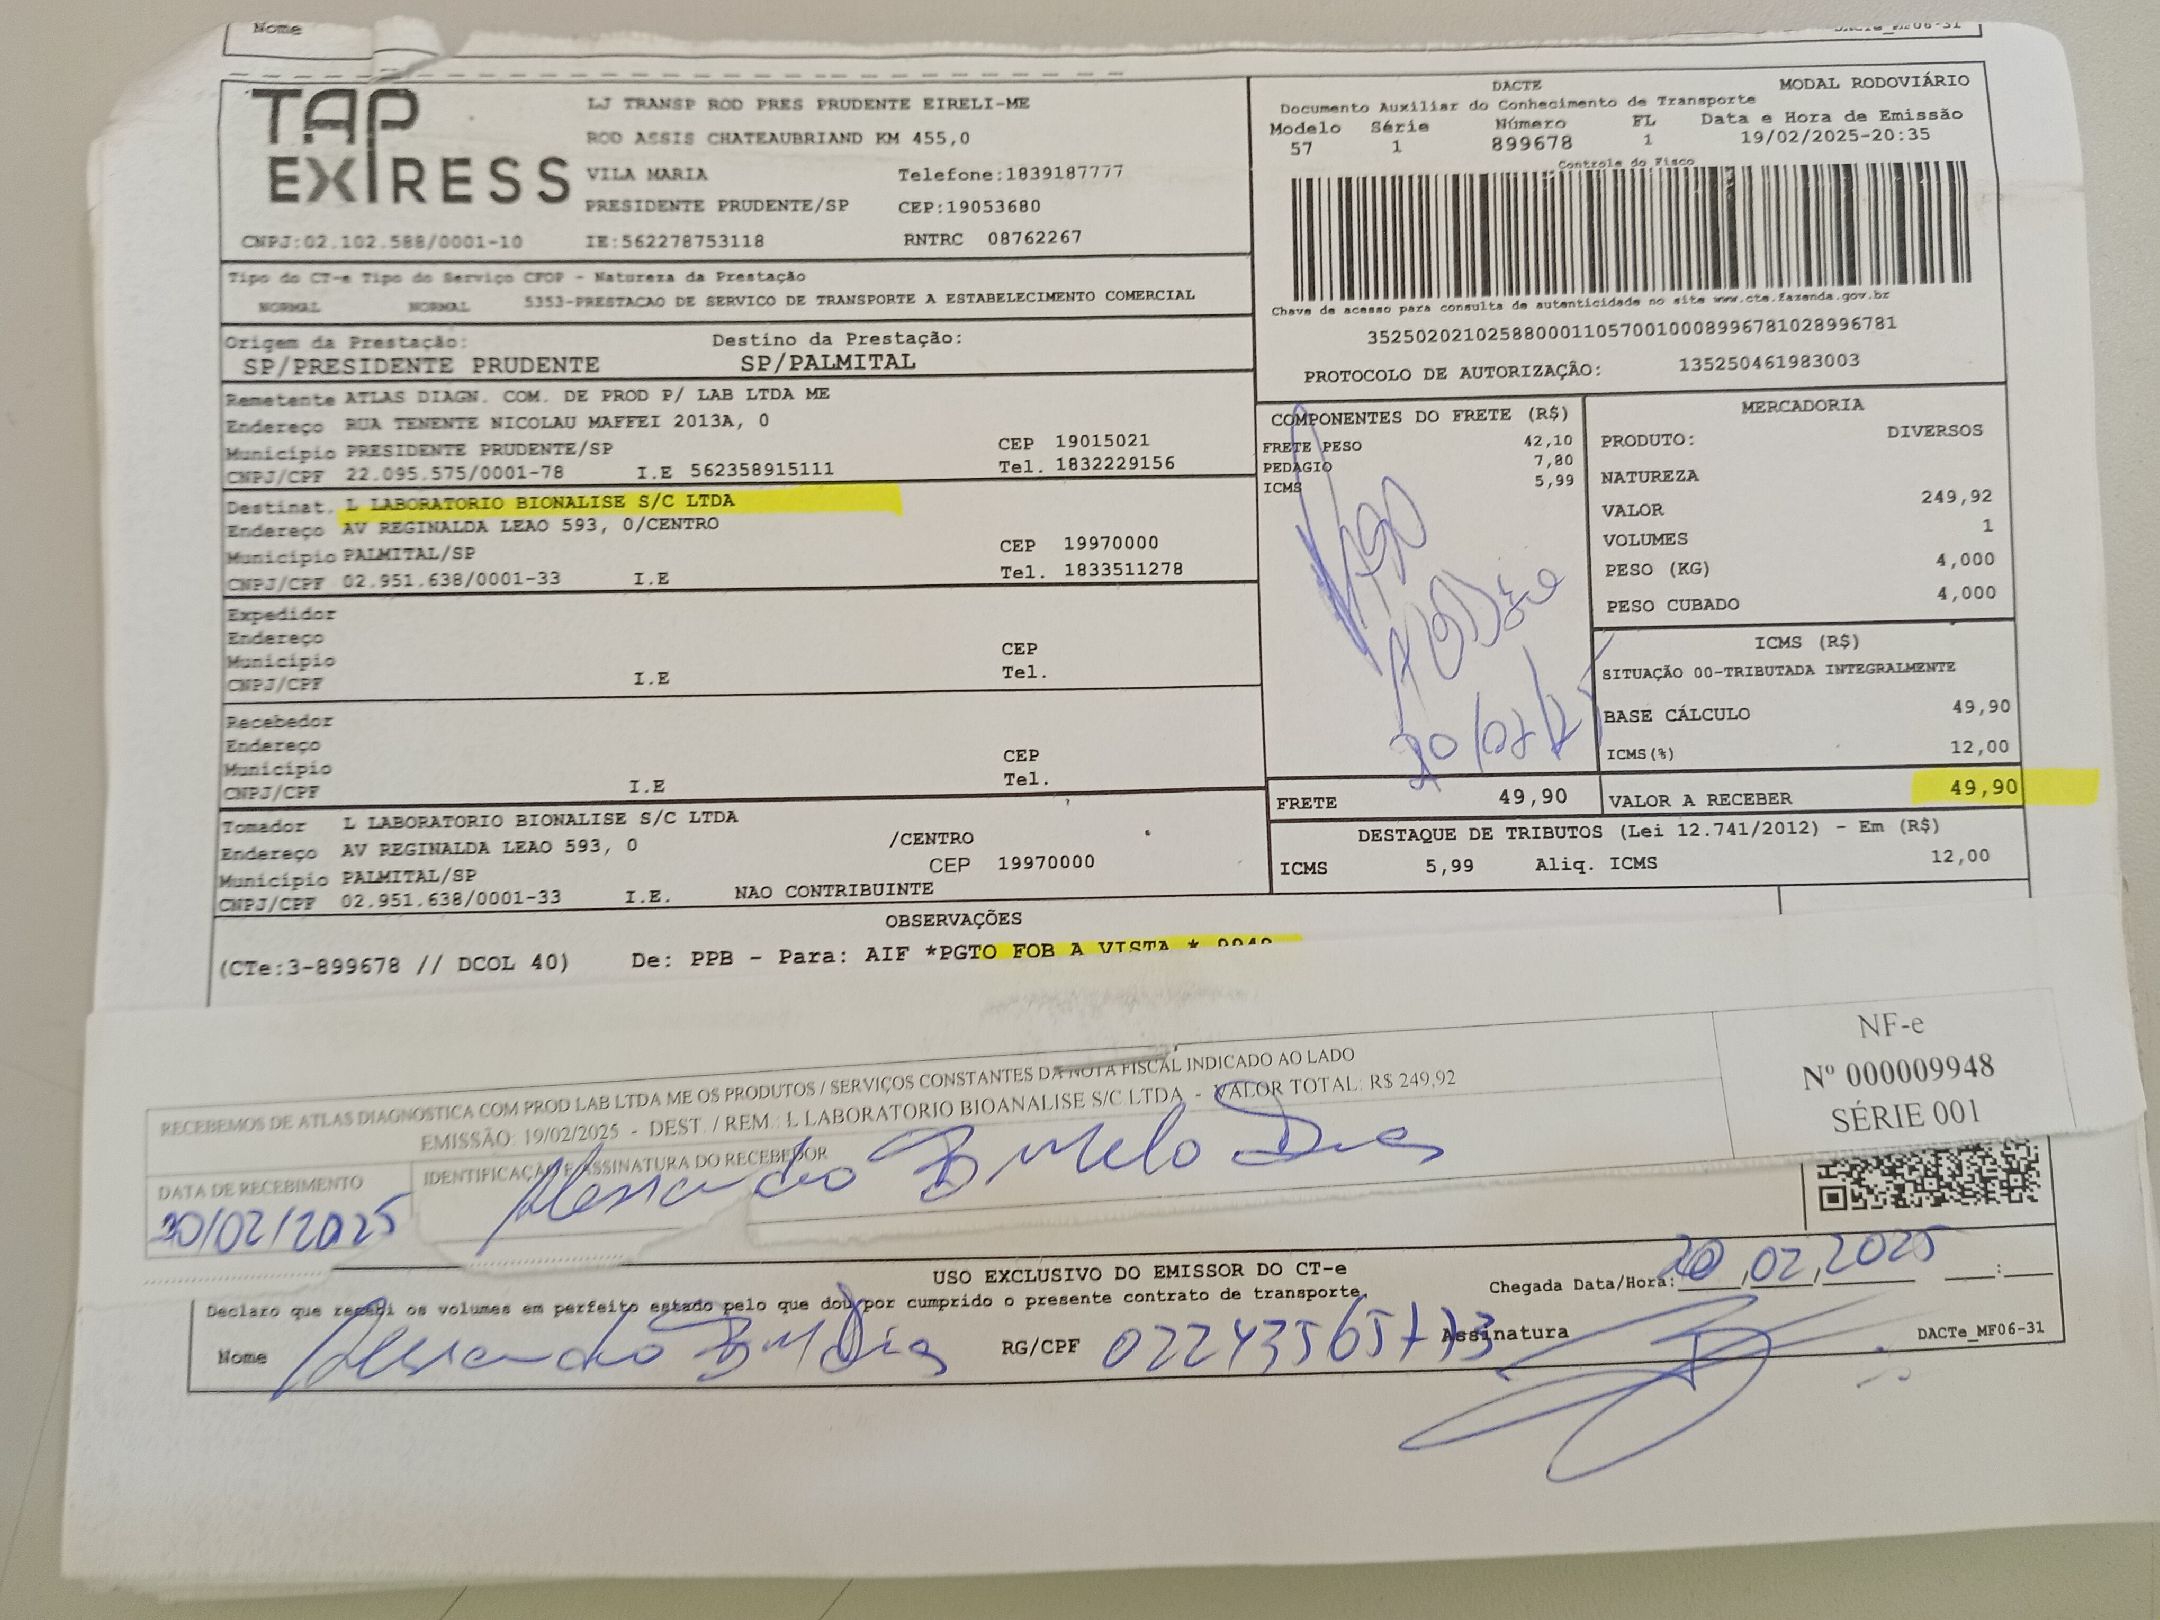 Nome
DACTe_MF06-31
TAP EXPRESS
LJ TRANSP ROD PRES PRUDENTE EIRELI-ME
ROD ASSIS CHATEAUBRIAND KM 455,0
VILA MARIA Telefone:1839187777
PRESIDENTE PRUDENTE/SP CEP:19053680
CNPJ:02.102.588/0001-10 IE:562278753118 RNTRC 08762267
DACTE MODAL RODOVIÁRIO
Documento Auxiliar do Conhecimento de Transporte
Modelo Série Número FL Data e Hora de Emissão
57 1 899678 1 19/02/2025-20:35
Controle do Fisco
Chave de acesso para consulta de autenticidade no site www.cte.fazenda.gov.br
35250202102588000110570010008996781028996781
PROTOCOLO DE AUTORIZAÇÃO: 135250461983003
Tipo do CT-e Tipo do Serviço CFOP - Natureza da Prestação
NORMAL NORMAL 5353-PRESTACAO DE SERVICO DE TRANSPORTE A ESTABELECIMENTO COMERCIAL
Origem da Prestação: Destino da Prestação:
SP/PRESIDENTE PRUDENTE SP/PALMITAL
Remetente ATLAS DIAGN. COM. DE PROD P/ LAB LTDA ME
Endereço RUA TENENTE NICOLAU MAFFEI 2013A, 0
Município PRESIDENTE PRUDENTE/SP CEP 19015021
CNPJ/CPF 22.095.575/0001-78 I.E 562358915111 Tel. 1832229156
Destinat. L LABORATORIO BIONALISE S/C LTDA
Endereço AV REGINALDA LEAO 593, 0/CENTRO
Município PALMITAL/SP CEP 19970000
CNPJ/CPF 02.951.638/0001-33 I.E Tel. 1833511278
Expedidor
Endereço
Município CEP
CNPJ/CPF I.E Tel.
Recebedor
Endereço
Município CEP
CNPJ/CPF I.E Tel.
Tomador L LABORATORIO BIONALISE S/C LTDA
Endereço AV REGINALDA LEAO 593, 0 /CENTRO
Município PALMITAL/SP CEP 19970000
CNPJ/CPF 02.951.638/0001-33 I.E. NAO CONTRIBUINTE
COMPONENTES DO FRETE (R$)
FRETE PESO 42,10
PEDAGIO 7,80
ICMS 5,99
20/02/25
FRETE 49,90
MERCADORIA
PRODUTO: DIVERSOS
NATUREZA
VALOR 249,92
VOLUMES 1
PESO (KG) 4,000
PESO CUBADO 4,000
ICMS (R$)
SITUAÇÃO 00-TRIBUTADA INTEGRALMENTE
BASE CÁLCULO 49,90
ICMS(%) 12,00
VALOR A RECEBER 49,90
DESTAQUE DE TRIBUTOS (Lei 12.741/2012) - Em (R$)
ICMS 5,99 Aliq. ICMS 12,00
OBSERVAÇÕES
(CTe:3-899678 // DCOL 40) De: PPB - Para: AIF *PGTO FOB A VISTA * 9948
RECEBEMOS DE ATLAS DIAGNOSTICA COM PROD LAB LTDA ME OS PRODUTOS / SERVIÇOS CONSTANTES DA NOTA FISCAL INDICADO AO LADO
EMISSÃO: 19/02/2025 - DEST. / REM.: L LABORATORIO BIOANALISE S/C LTDA - VALOR TOTAL: R$ 249,92
NF-e
Nº 000009948
SÉRIE 001
DATA DE RECEBIMENTO IDENTIFICAÇÃO E ASSINATURA DO RECEBEDOR
20/02/2025 Alessandro B Melo Dias
USO EXCLUSIVO DO EMISSOR DO CT-e
Chegada Data/Hora: 20,02,2025 :
Declaro que recebi os volumes em perfeito estado pelo que dou por cumprido o presente contrato de transporte.
Nome Alessandro B M Dias RG/CPF Assinatura
DACTe_MF06-31